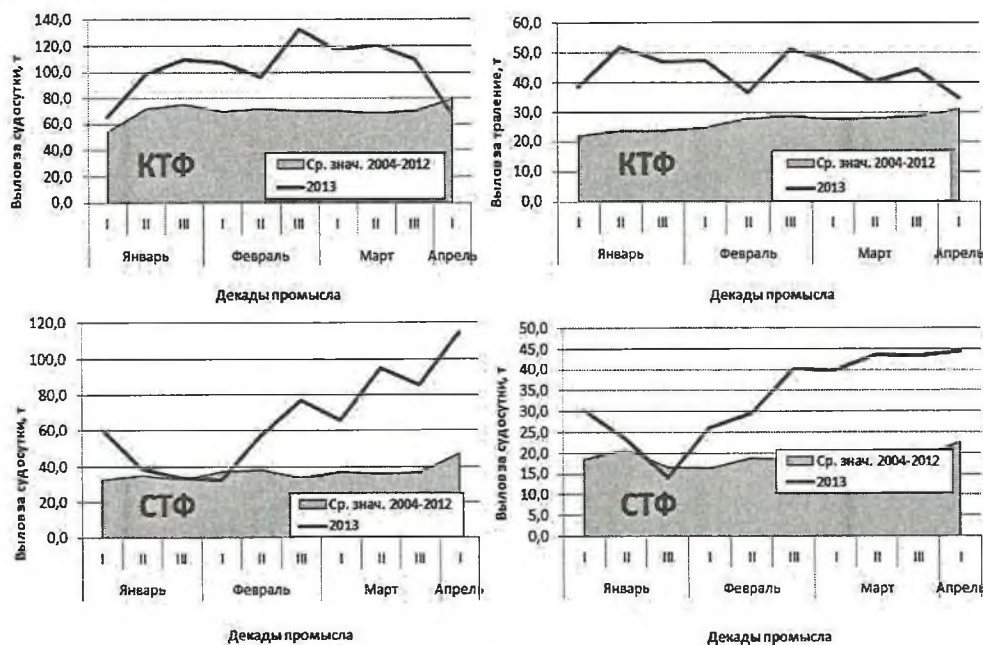 140,0
120,0
100,0
80,0
60,0
40,0
20,0
0,0
Вылов за судосутки, т
КТФ
Ср. знач. 2004-2012
2013
I II III I II III I II III I
Январь Февраль Март Апрель
Декады промысла
60,0
50,0
40,0
30,0
20,0
10,0
0,0
Вылов за траление, т
КТФ
Ср. знач. 2004-2012
2013
I II III I II III I II III I
Январь Февраль Март Апрель
Декады промысла
120,0
100,0
80,0
60,0
40,0
20,0
0,0
Вылов за судосутки, т
СТФ
Ср. знач. 2004-2012
2013
I II III I II III I II III I
Январь Февраль Март Апрель
Декады промысла
50,0
45,0
40,0
35,0
30,0
25,0
20,0
15,0
10,0
5,0
0,0
Вылов за судосутки, т
СТФ
Ср. знач. 2004-2012
2013
I II III I II III I II III I
Январь Февраль Март Апрель
Декады промысла